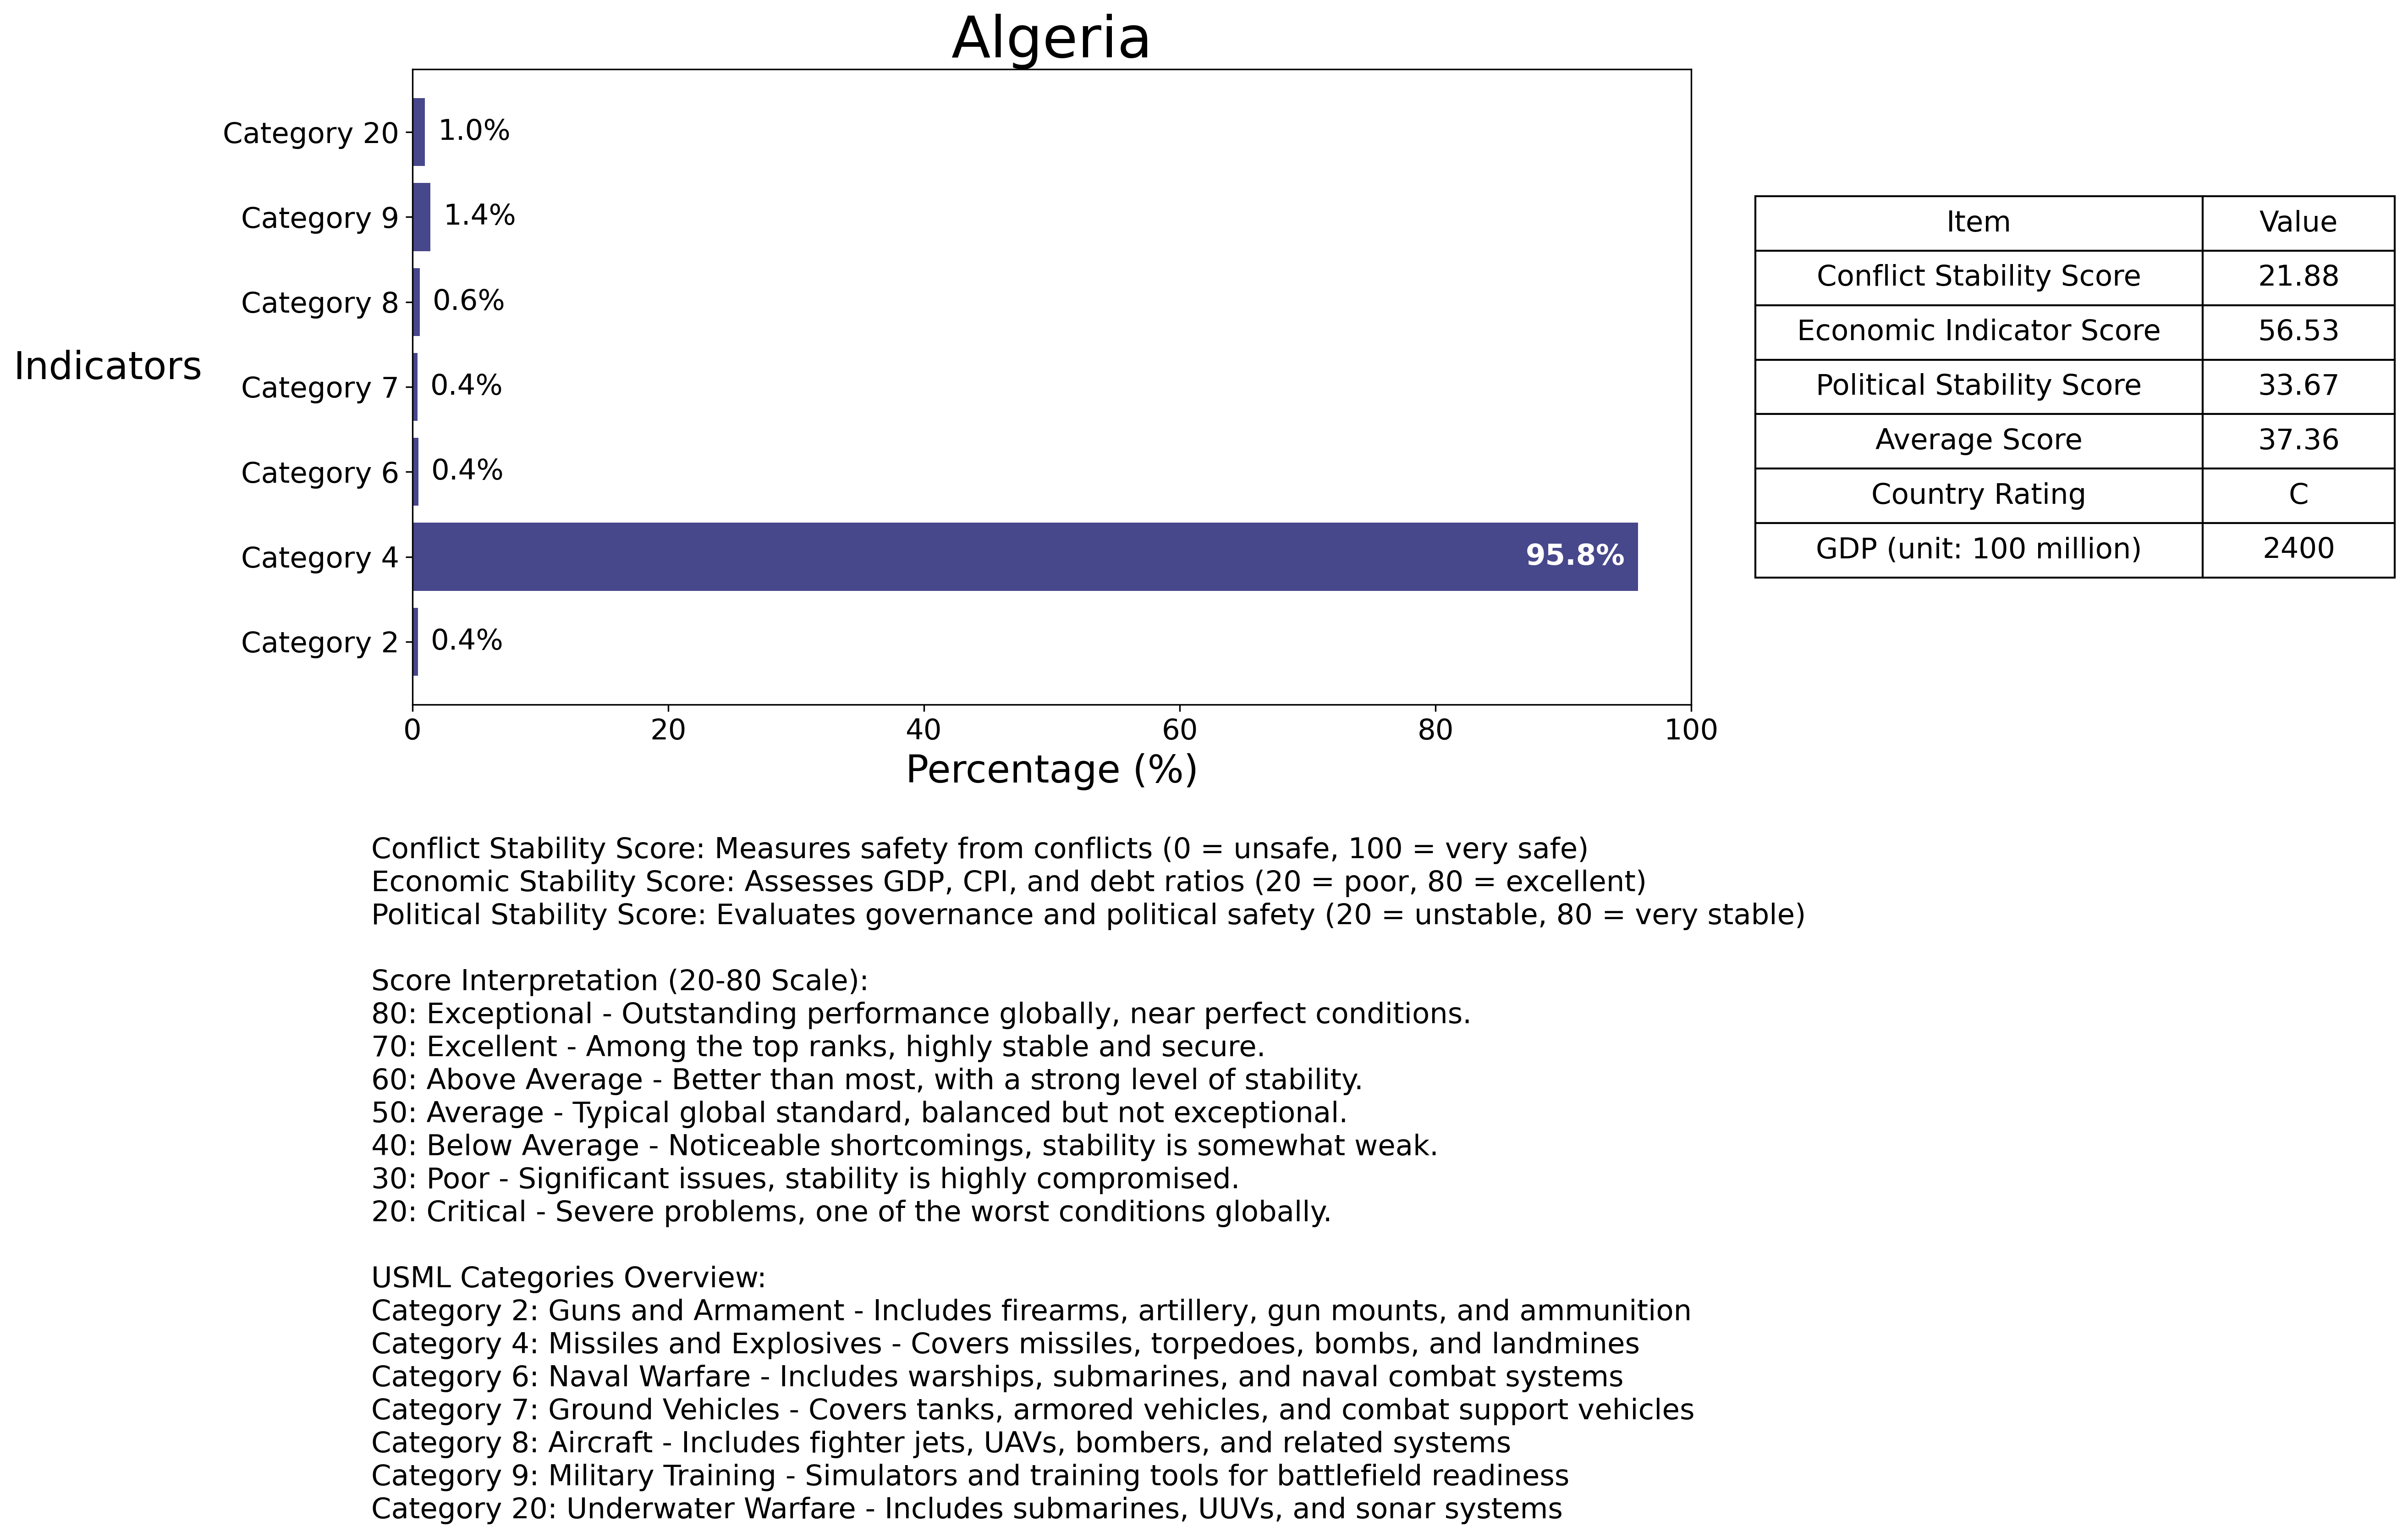 Algeria
Indicators
Category 20 1.0%
Category 9 1.4%
Category 8 0.6%
Category 7 0.4%
Category 6 0.4%
Category 4 95.8%
Category 2 0.4%
0 20 40 60 80 100
Percentage (%)
Item Value
Conflict Stability Score 21.88
Economic Indicator Score 56.53
Political Stability Score 33.67
Average Score 37.36
Country Rating C
GDP (unit: 100 million) 2400
Conflict Stability Score: Measures safety from conflicts (0 = unsafe, 100 = very safe)
Economic Stability Score: Assesses GDP, CPI, and debt ratios (20 = poor, 80 = excellent)
Political Stability Score: Evaluates governance and political safety (20 = unstable, 80 = very stable)
Score Interpretation (20-80 Scale):
80: Exceptional - Outstanding performance globally, near perfect conditions.
70: Excellent - Among the top ranks, highly stable and secure.
60: Above Average - Better than most, with a strong level of stability.
50: Average - Typical global standard, balanced but not exceptional.
40: Below Average - Noticeable shortcomings, stability is somewhat weak.
30: Poor - Significant issues, stability is highly compromised.
20: Critical - Severe problems, one of the worst conditions globally.
USML Categories Overview:
Category 2: Guns and Armament - Includes firearms, artillery, gun mounts, and ammunition
Category 4: Missiles and Explosives - Covers missiles, torpedoes, bombs, and landmines
Category 6: Naval Warfare - Includes warships, submarines, and naval combat systems
Category 7: Ground Vehicles - Covers tanks, armored vehicles, and combat support vehicles
Category 8: Aircraft - Includes fighter jets, UAVs, bombers, and related systems
Category 9: Military Training - Simulators and training tools for battlefield readiness
Category 20: Underwater Warfare - Includes submarines, UUVs, and sonar systems